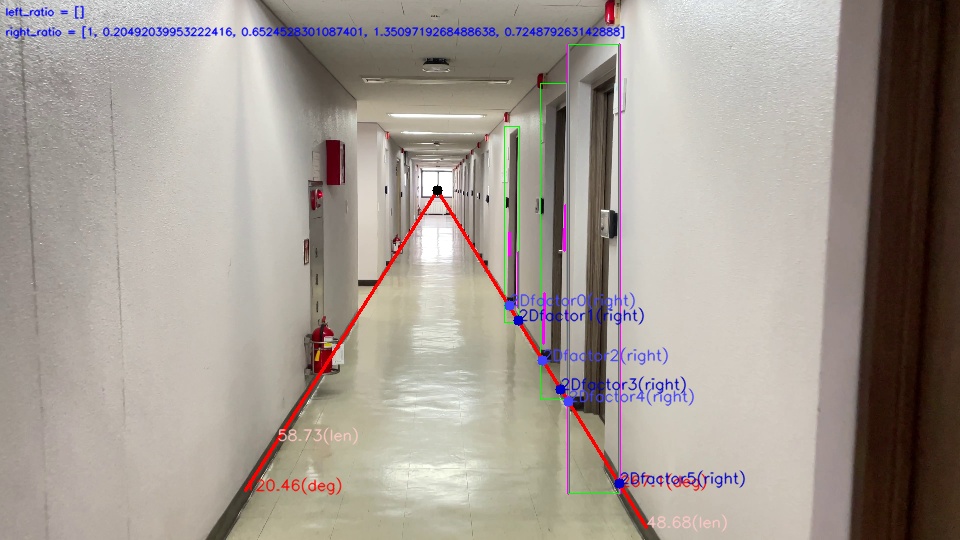 left_ratio = []
right_ratio = [1, 0.20492039953222416, 0.6524528301087401, 1.3509719268488638, 0.724879263142888]
2Dfactor0(right)
2Dfactor1(right)
2Dfactor2(right)
2Dfactor3(right)
2Dfactor4(right)
58.73(len)
2Dfactor5(right)
20.46(deg)
48.68(len)